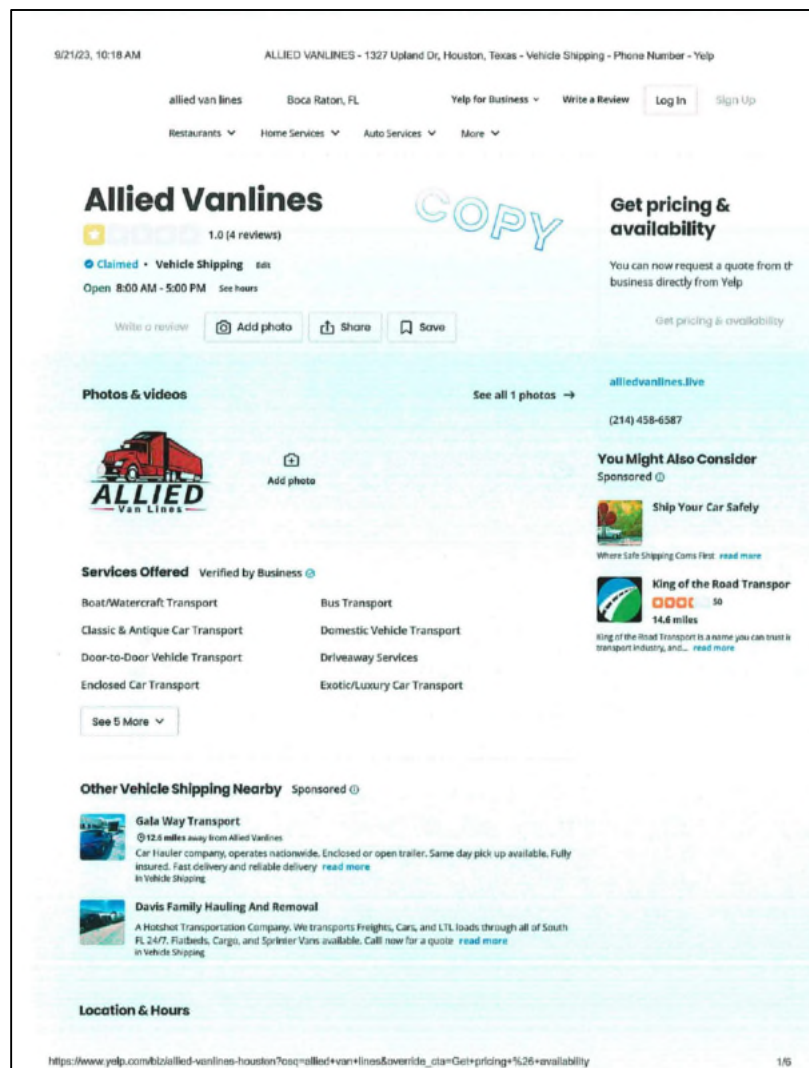 9/21/23, 10:18 AM ALLIED VANLINES - 1327 Upland Dr, Houston, Texas - Vehicle Shipping - Phone Number - Yelp
allied van lines Boca Raton, FL Yelp for Business Write a Review Log In Sign Up
Restaurants Home Services Auto Services More
Allied Vanlines
1.0 (4 reviews)
Claimed • Vehicle Shipping Edit
Open 8:00 AM - 5:00 PM See hours
COPY
Write a review Add photo Share Save
Get pricing &
availability
You can now request a quote from th
business directly from Yelp
Get pricing & availability
alliedvanlines.live
(214) 458-6587
Photos & videos See all 1 photos →
ALLIED
Van Lines
Add photo
You Might Also Consider
Sponsored
Ship Your Car Safely
Where Safe Shipping Coms First read more
King of the Road Transpor
50
14.6 miles
King of the Road Transport is a name you can trust i
transport industry, and... read more
Services Offered Verified by Business
Boat/Watercraft Transport Bus Transport
Classic & Antique Car Transport Domestic Vehicle Transport
Door-to-Door Vehicle Transport Driveaway Services
Enclosed Car Transport Exotic/Luxury Car Transport
See 5 More
Other Vehicle Shipping Nearby Sponsored
Gala Way Transport
12.6 miles away from Allied Vanlines
Car Hauler company, operates nationwide. Enclosed or open trailer. Same day pick up available. Fully
insured. Fast delivery and reliable delivery read more
in Vehicle Shipping
Davis Family Hauling And Removal
A Hotshot Transportation Company. We transports Freights, Cars, and LTL loads through all of South
FL 24/7. Flatbeds, Cargo, and Sprinter Vans available. Call now for a quote read more
in Vehicle Shipping
Location & Hours
https://www.yelp.com/biz/allied-vanlines-houston?osq=allied+van+lines&override_cta=Get+pricing+%26+availability 1/6